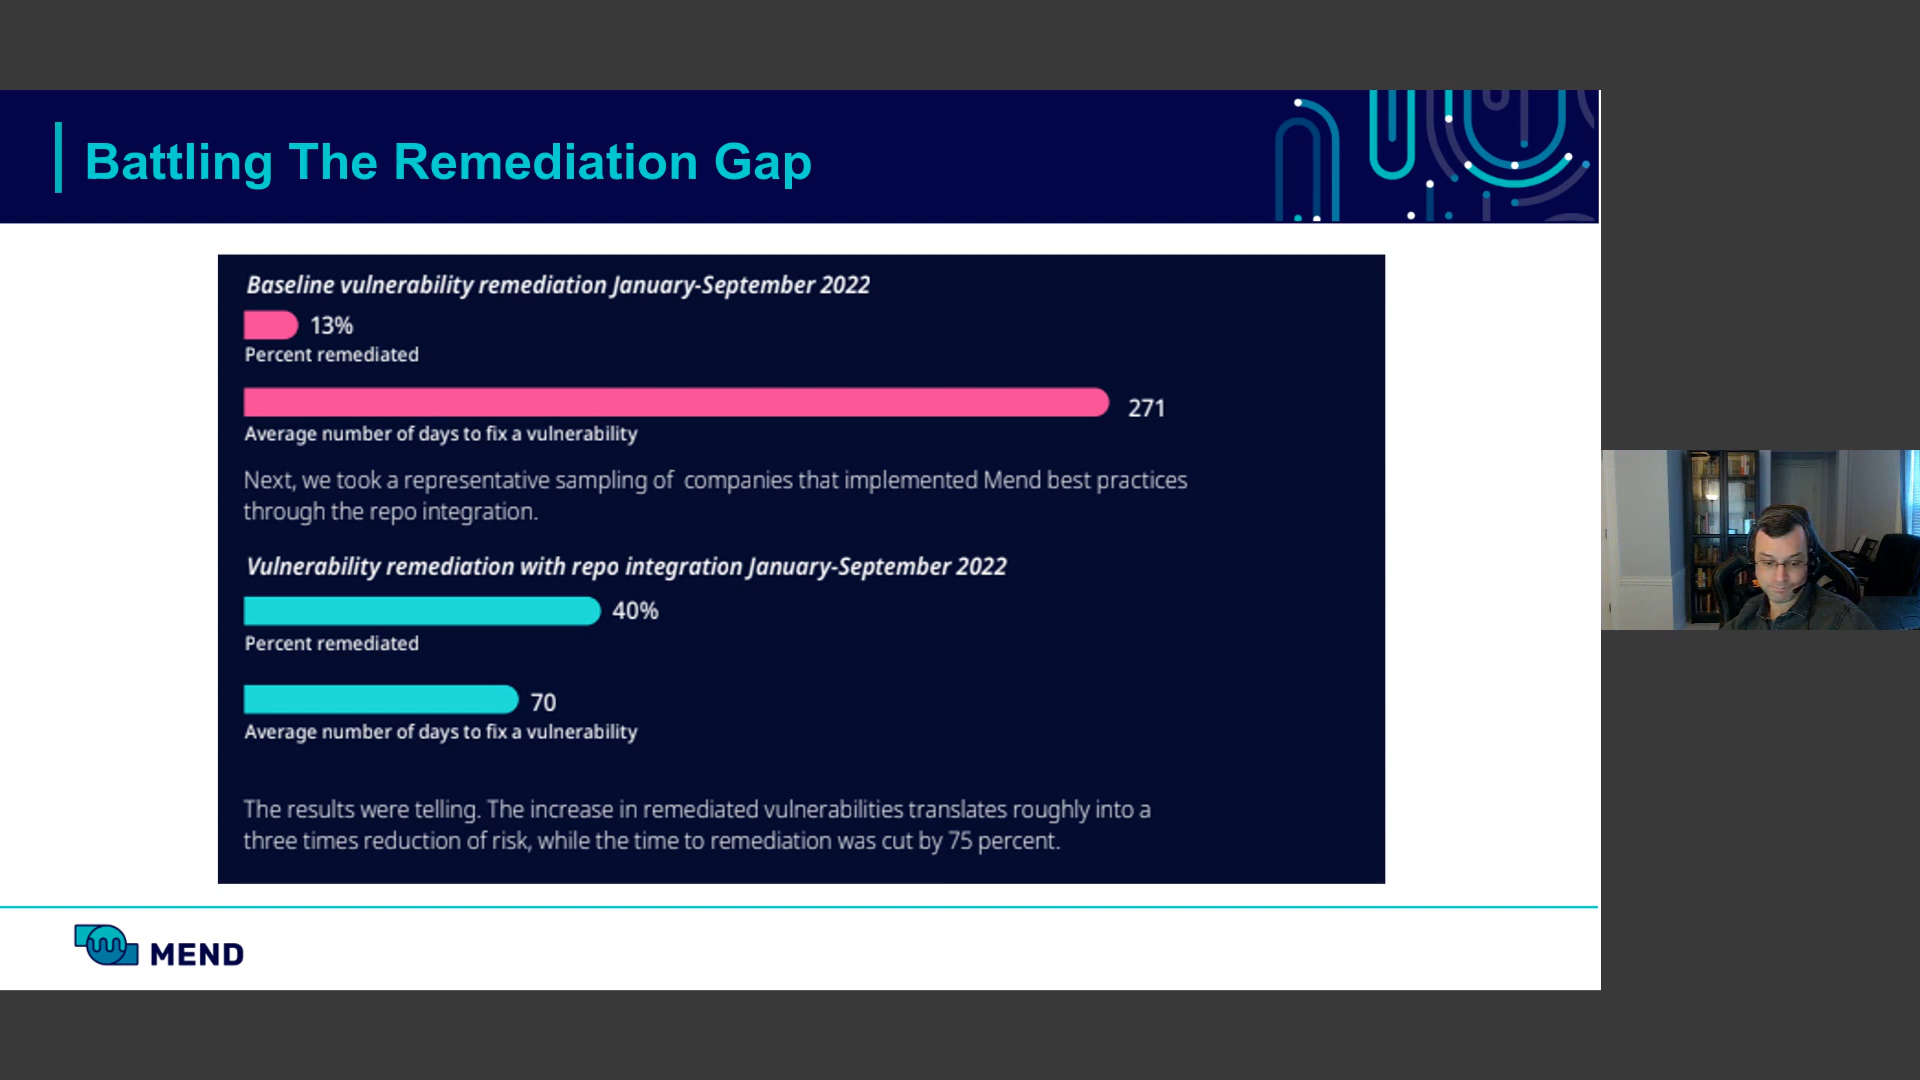 Battling The Remediation Gap
Baseline vulnerability remediation January-September 2022
13%
Percent remediated
271
Average number of days to fix a vulnerability
Next, we took a representative sampling of companies that implemented Mend best practices
through the repo integration.
Vulnerability remediation with repo integration January-September 2022
40%
Percent remediated
70
Average number of days to fix a vulnerability
The results were telling. The increase in remediated vulnerabilities translates roughly into a
three times reduction of risk, while the time to remediation was cut by 75 percent.
MEND